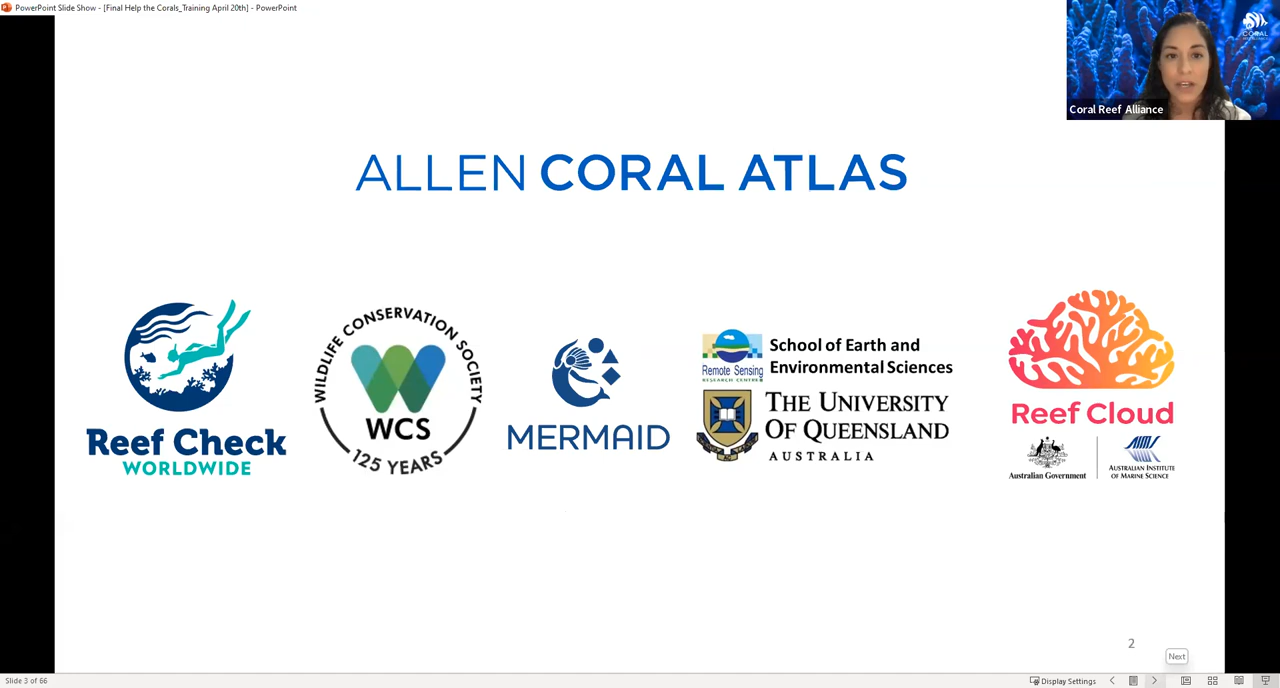 PowerPoint Slide Show - [Final Help the Corals_Training April 20th] - PowerPoint
CORAL
Coral Reef Alliance
ALLEN CORAL ATLAS
Reef Check
WORLDWIDE
WILDLIFE CONSERVATION SOCIETY
WCS
125 YEARS
MERMAID
Remote Sensing
RESEARCH CENTRE
School of Earth and
Environmental Sciences
THE UNIVERSITY
OF QUEENSLAND
AUSTRALIA
Reef Cloud
Australian Government
AIMS
AUSTRALIAN INSTITUTE
OF MARINE SCIENCE
2
Next
Slide 3 of 66
Display Settings